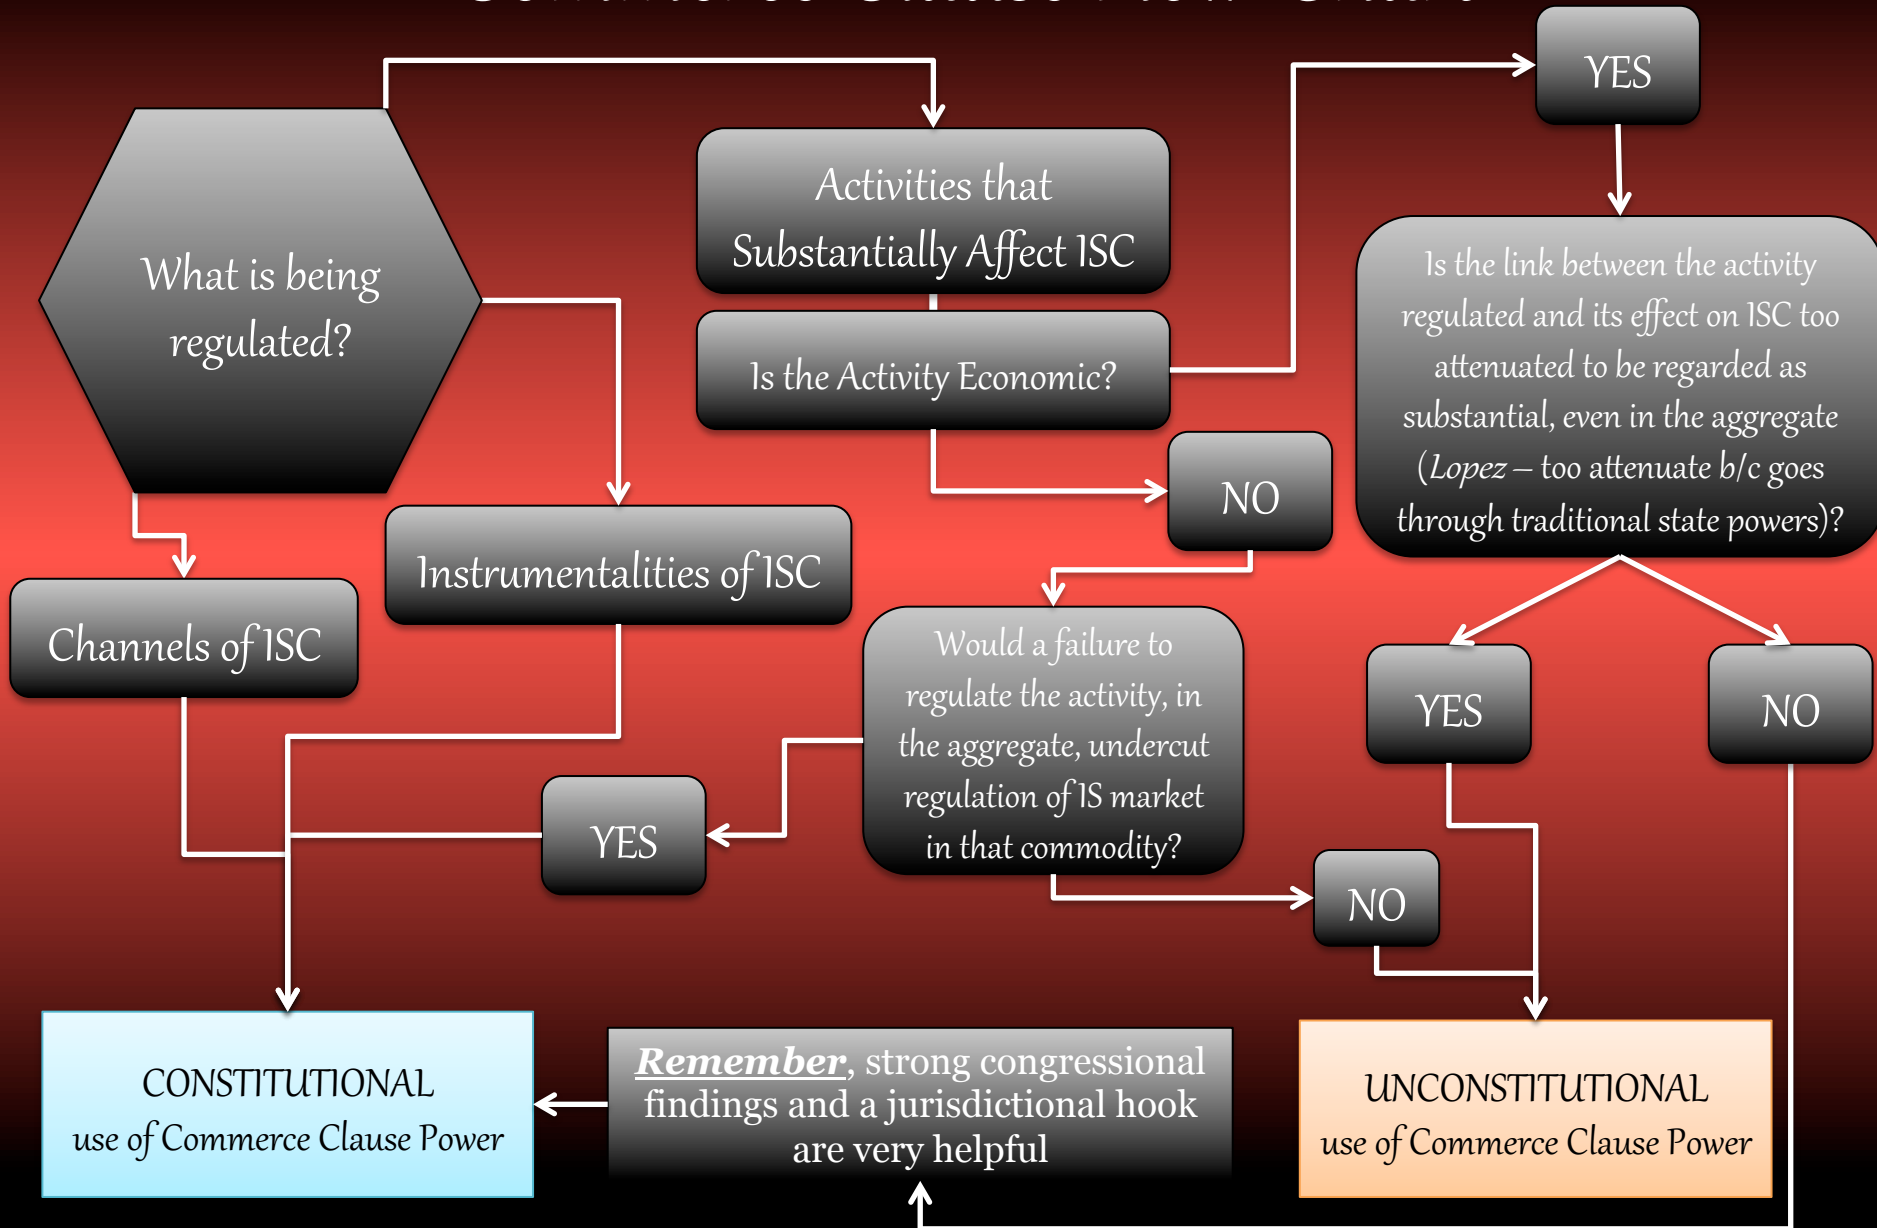 YES
Activities that
Substantially Affect ISC
What is being
regulated?
Is the Activity Economic?
Is the link between the activity
regulated and its effect on ISC too
attenuated to be regarded as
substantial, even in the aggregate
(Lopez – too attenuate b/c goes
through traditional state powers)?
NO
Instrumentalities of ISC
Channels of ISC
Would a failure to
regulate the activity, in
the aggregate, undercut
regulation of IS market
in that commodity?
YES
NO
YES
NO
CONSTITUTIONAL
use of Commerce Clause Power
Remember, strong congressional
findings and a jurisdictional hook
are very helpful
UNCONSTITUTIONAL
use of Commerce Clause Power